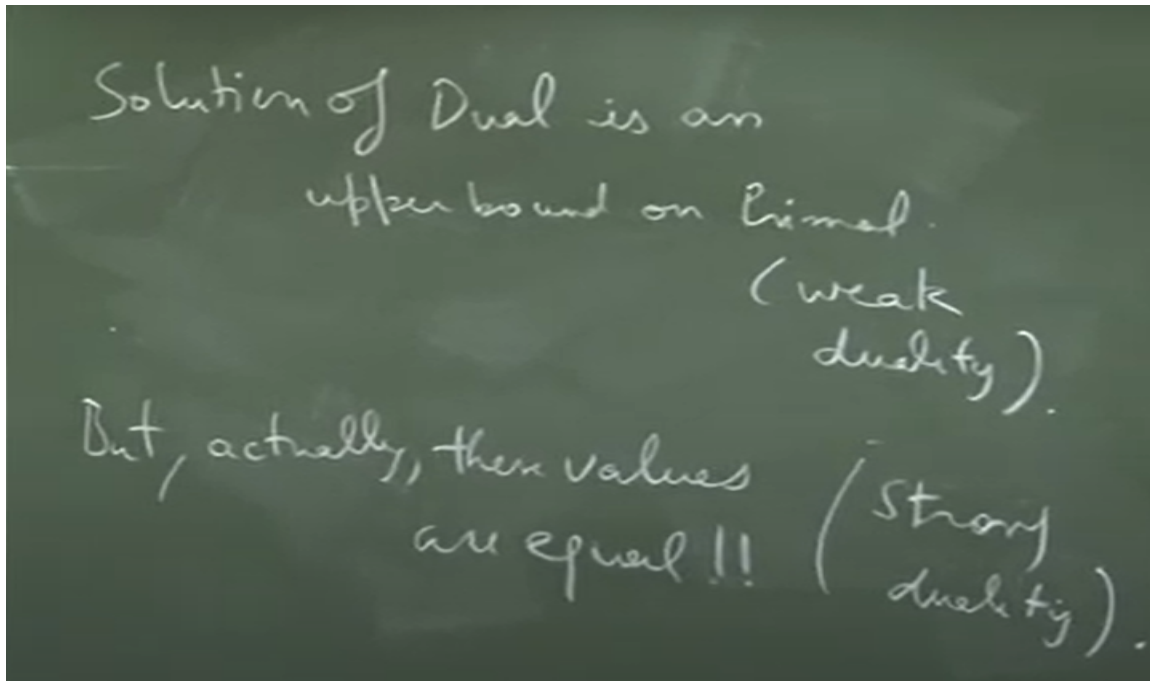 Solution of Dual is an
upper bound on Primal.
(weak
duality).
But, actually, these values (Strong
are equal!! duality).